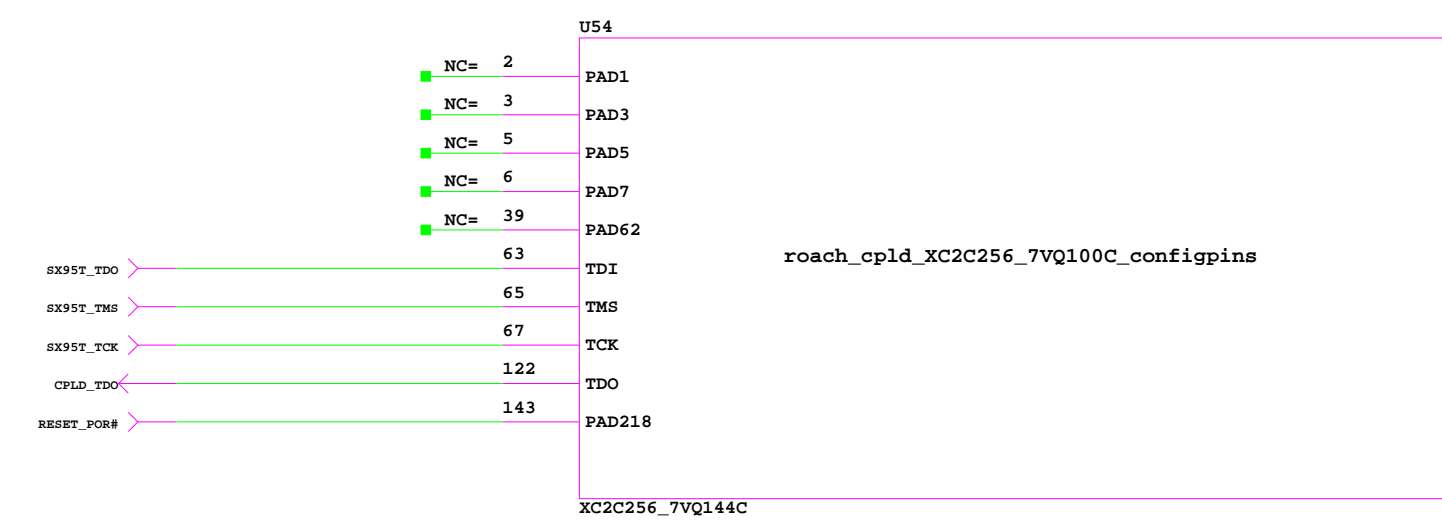 U54
NC= 2 PAD1
NC= 3 PAD3
NC= 5 PAD5
NC= 6 PAD7
NC= 39 PAD62
roach_cpld_XC2C256_7VQ100C_configpins
SX95T_TDO 63 TDI
SX95T_TMS 65 TMS
SX95T_TCK 67 TCK
CPLD_TDO 122 TDO
RESET_POR# 143 PAD218
XC2C256_7VQ144C